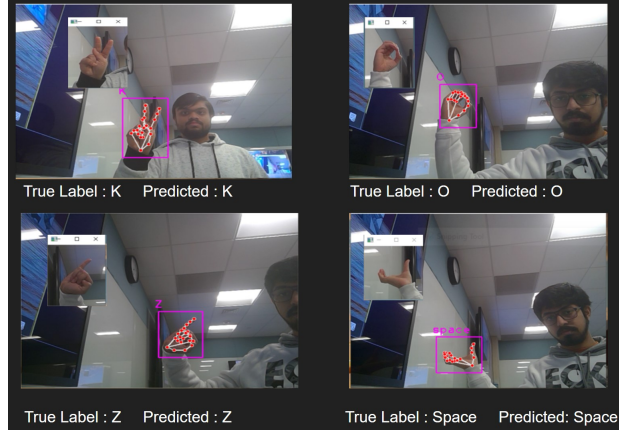 K
True Label : K Predicted : K
O
True Label : O Predicted : O
Z
True Label : Z Predicted : Z
space
True Label : Space Predicted: Space